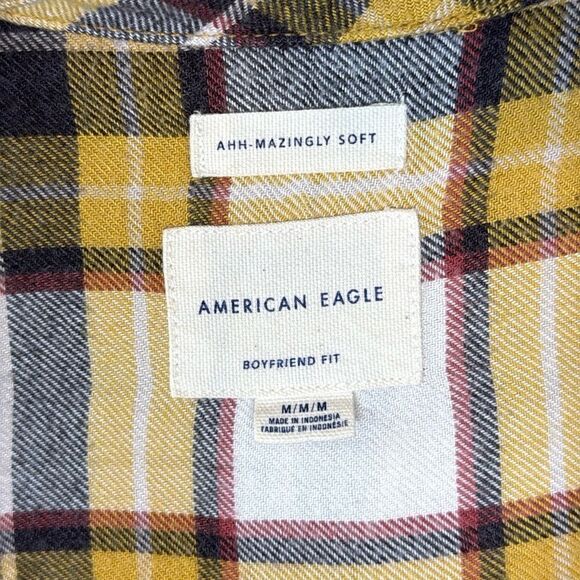 AHH-MAZINGLY SOFT
AMERICAN EAGLE
BOYFRIEND FIT
M/M/M
MADE IN INDONESIA
FABRIQUÉ EN INDONÉSIE